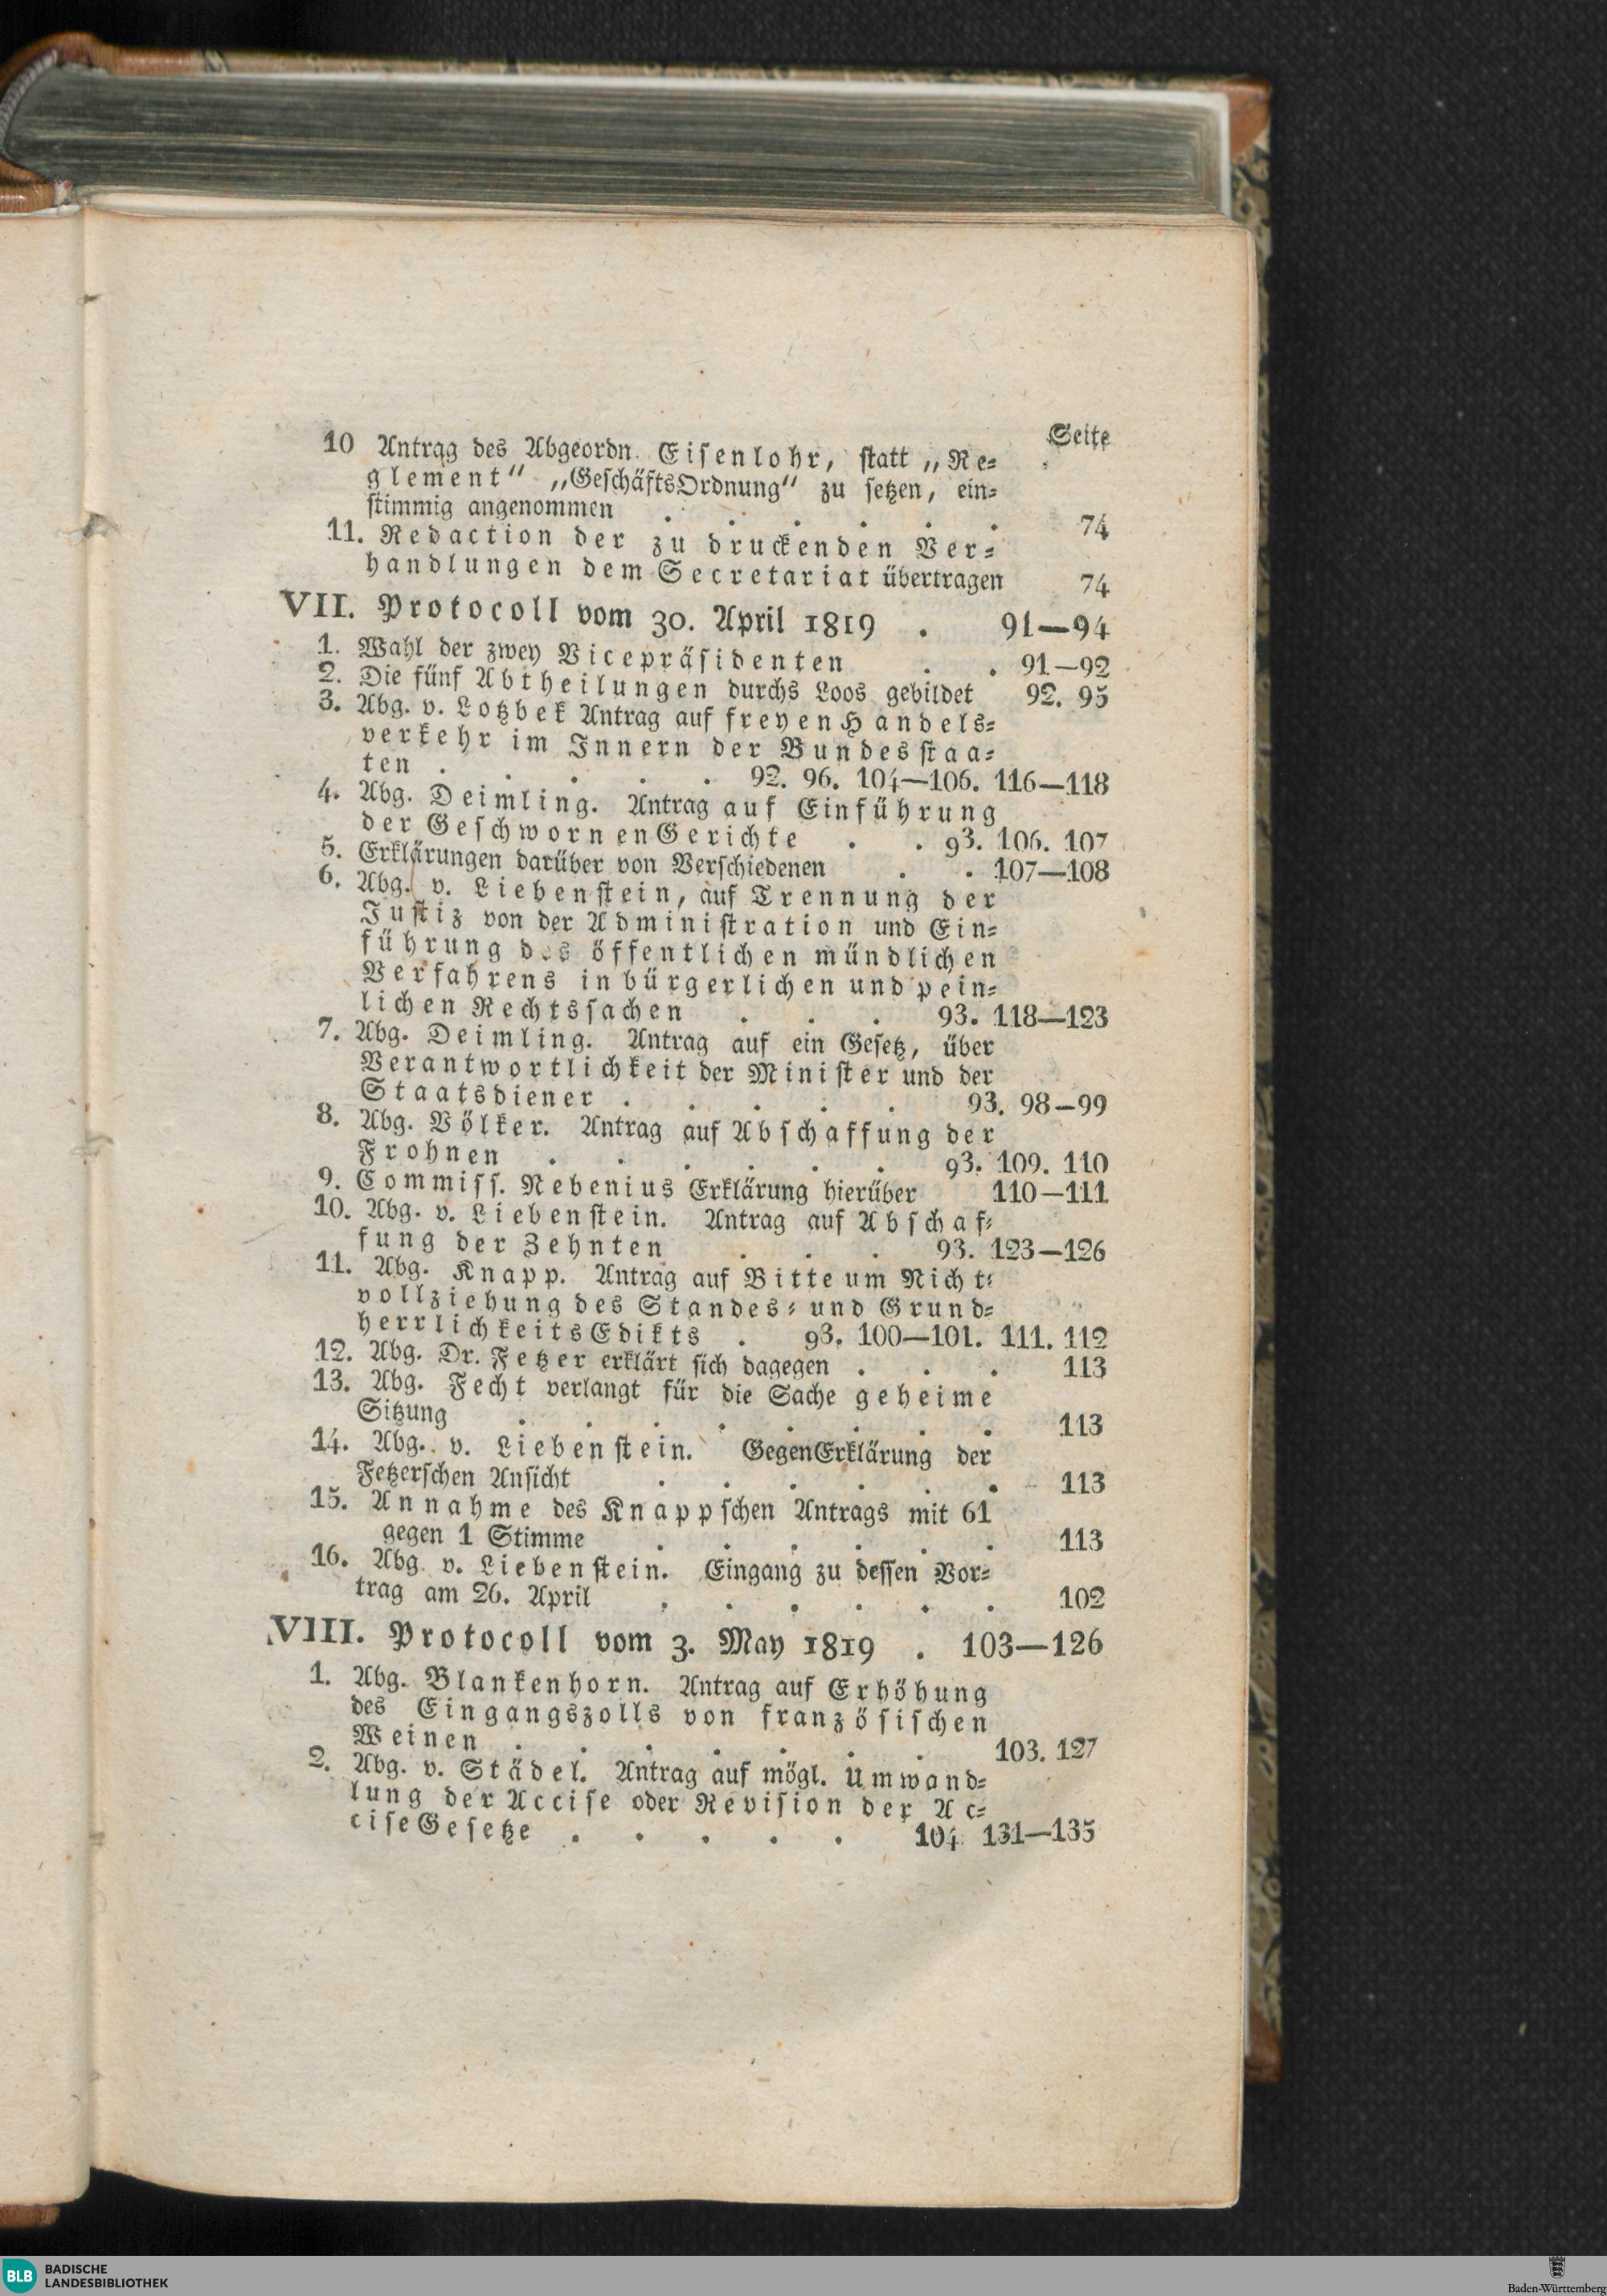 Seite
10 Antrag des Abgeordn. Eisenlohr, statt „Re-
glement“ „GeschäftsOrdnung“ zu setzen, ein-
stimmig angenommen . . . . . . 74
11. Redaction der zu druckenden Ver-
handlungen dem Secretariat übertragen 74
VII. Protocoll vom 30. April 1819 . 91—94
1. Wahl der zwey Vicepräsidenten . . 91—92
2. Die fünf Abtheilungen durchs Loos gebildet 92. 95
3. Abg. v. Lotzbek Antrag auf freyen Handels-
verkehr im Innern der Bundesstaa-
ten . . . . . 92. 96. 104—106. 116—118
4. Abg. Deimling. Antrag auf Einführung
der GeschwornenGerichte . . 93. 106. 107
5. Erklärungen darüber von Verschiedenen . . 107—108
6. Abg. v. Liebenstein, auf Trennung der
Justiz von der Administration und Ein-
führung des öffentlichen mündlichen
Verfahrens in bürgerlichen und pein-
lichen Rechtssachen . . . 93. 118—123
7. Abg. Deimling. Antrag auf ein Gesetz, über
Verantwortlichkeit der Minister und der
Staatsdiener . . . . . 93. 98—99
8. Abg. Völker. Antrag auf Abschaffung der
Frohnen . . . . . . 93. 109. 110
9. Commiss. Nebenius Erklärung hierüber 110—111
10. Abg. v. Liebenstein. Antrag auf Abschaf-
fung der Zehnten . . . 93. 123—126
11. Abg. Knapp. Antrag auf Bitte um Nicht-
vollziehung des Standes- und Grund-
herrlichkeitsEdikts . 93. 100—101. 111. 112
12. Abg. Dr. Fetzer erklärt sich dagegen . . . 113
13. Abg. Fecht verlangt für die Sache geheime
Sitzung . . . . . . . . 113
14. Abg. v. Liebenstein. GegenErklärung der
Fetzerschen Ansicht . . . . . . 113
15. Annahme des Knappschen Antrags mit 61
gegen 1 Stimme . . . . . . 113
16. Abg. v. Liebenstein. Eingang zu dessen Vor-
trag am 26. April . . . . . . 102
VIII. Protocoll vom 3. May 1819 . 103—126
1. Abg. Blankenhorn. Antrag auf Erhöhung
des Eingangszolls von französischen
Weinen . . . . . . . 103. 127
2. Abg. v. Städel. Antrag auf mögl. Umwand-
lung der Accise oder Revision der Ac-
ciseGesetze . . . . . 104. 131—135
BLB BADISCHE
LANDESBIBLIOTHEK
Baden-Württemberg